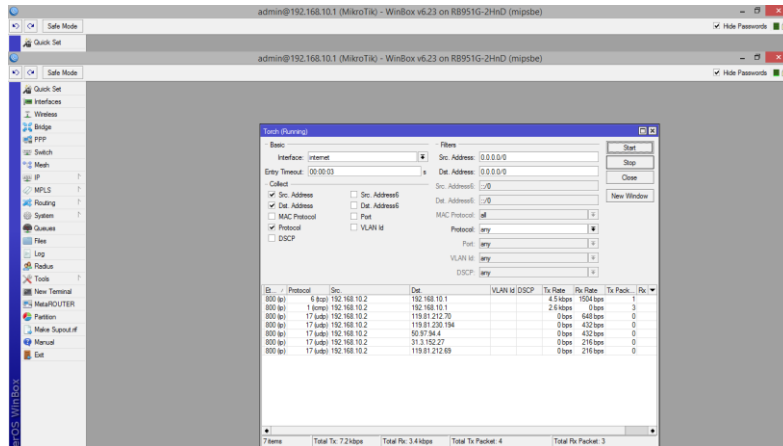 admin@192.168.10.1 (MikroTik) - WinBox v6.23 on RB951G-2HnD (mipsbe)
Safe Mode
Hide Passwords
Quick Set
admin@192.168.10.1 (MikroTik) - WinBox v6.23 on RB951G-2HnD (mipsbe)
Safe Mode
Hide Passwords
Quick Set
Interfaces
Wireless
Bridge
PPP
Switch
Mesh
IP
MPLS
Routing
System
Queues
Files
Log
Radius
Tools
New Terminal
MetaROUTER
Partition
Make Supout.rif
Manual
Exit
erOS WinBox
Torch (Running)
Basic
Interface: internet
Entry Timeout: 00:00:03 s
Collect
Src. Address Src. Address6
Dst. Address Dst. Address6
MAC Protocol Port
Protocol VLAN Id
DSCP
Filters
Src. Address: 0.0.0.0/0
Dst. Address: 0.0.0.0/0
Src. Address6: ::/0
Dst. Address6: ::/0
MAC Protocol: all
Protocol: any
Port: any
VLAN Id: any
DSCP: any
Start
Stop
Close
New Window
Et... / Protocol Src. Dst. VLAN Id DSCP Tx Rate Rx Rate Tx Pack... Rx
800 (ip) 6 (tcp) 192.168.10.2 192.168.10.1 4.5 kbps 1504 bps 1
800 (ip) 1 (icmp) 192.168.10.2 192.168.10.1 2.6 kbps 0 bps 3
800 (ip) 17 (udp) 192.168.10.2 119.81.212.70 0 bps 648 bps 0
800 (ip) 17 (udp) 192.168.10.2 119.81.230.194 0 bps 432 bps 0
800 (ip) 17 (udp) 192.168.10.2 50.97.94.4 0 bps 432 bps 0
800 (ip) 17 (udp) 192.168.10.2 31.3.152.27 0 bps 216 bps 0
800 (ip) 17 (udp) 192.168.10.2 119.81.212.69 0 bps 216 bps 0
7 items Total Tx: 7.2 kbps Total Rx: 3.4 kbps Total Tx Packet: 4 Total Rx Packet: 3